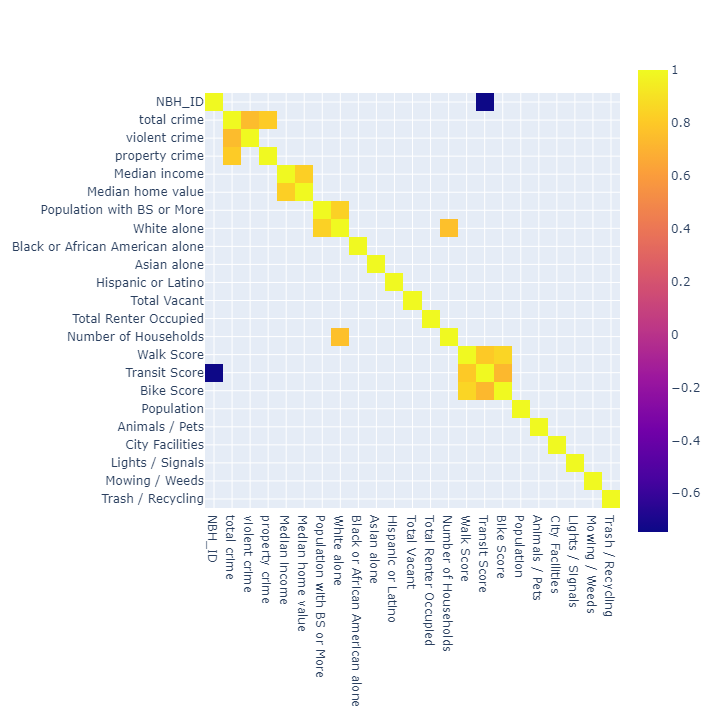 NBH_ID
total crime
violent crime
property crime
Median income
Median home value
Population with BS or More
White alone
Black or African American alone
Asian alone
Hispanic or Latino
Total Vacant
Total Renter Occupied
Number of Households
Walk Score
Transit Score
Bike Score
Population
Animals / Pets
City Facilities
Lights / Signals
Mowing / Weeds
Trash / Recycling
NBH_ID
total crime
violent crime
property crime
Median income
Median home value
Population with BS or More
White alone
Black or African American alone
Asian alone
Hispanic or Latino
Total Vacant
Total Renter Occupied
Number of Households
Walk Score
Transit Score
Bike Score
Population
Animals / Pets
City Facilities
Lights / Signals
Mowing / Weeds
Trash / Recycling
1
0.8
0.6
0.4
0.2
0
−0.2
−0.4
−0.6